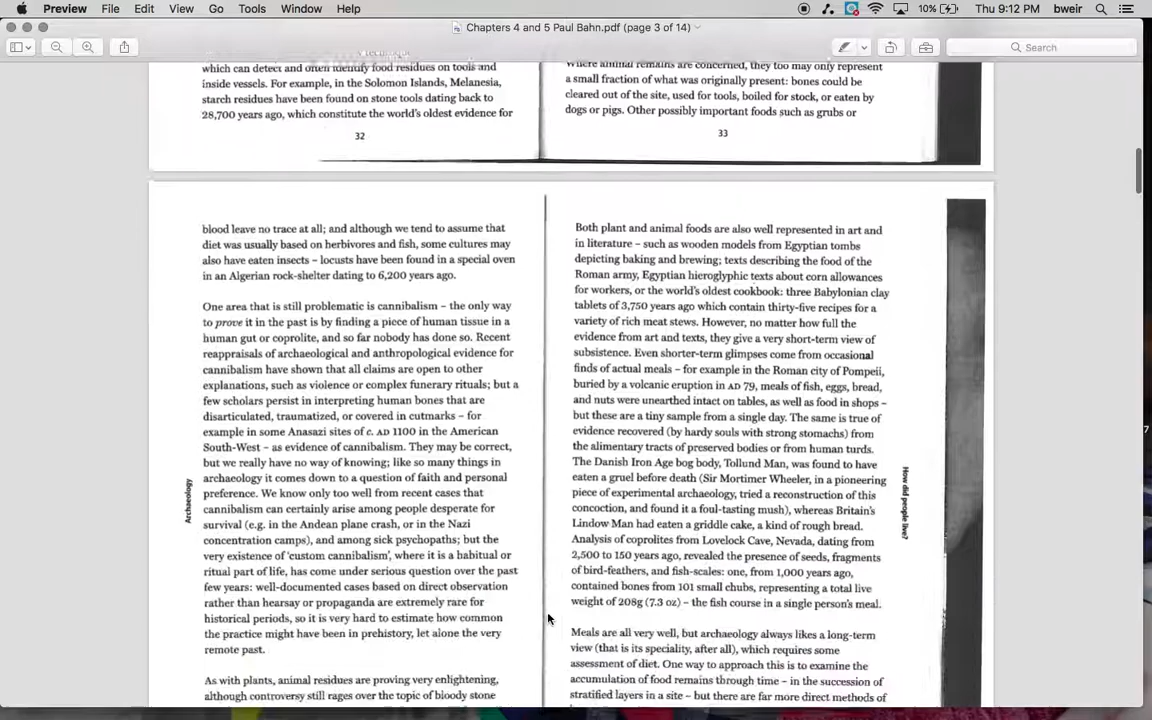 Preview File Edit View Go Tools Window Help
10% Thu 9:12 PM bweir
Chapters 4 and 5 Paul Bahn.pdf (page 3 of 14)
Search
which can detect and often identify food residues on tools and
inside vessels. For example, in the Solomon Islands, Melanesia,
starch residues have been found on stone tools dating back to
28,700 years ago, which constitute the world's oldest evidence for
32
Where animal remains are concerned, they too may only represent
a small fraction of what was originally present: bones could be
cleared out of the site, used for tools, boiled for stock, or eaten by
dogs or pigs. Other possibly important foods such as grubs or
33
blood leave no trace at all; and although we tend to assume that
diet was usually based on herbivores and fish, some cultures may
also have eaten insects – locusts have been found in a special oven
in an Algerian rock-shelter dating to 6,200 years ago.
One area that is still problematic is cannibalism – the only way
to prove it in the past is by finding a piece of human tissue in a
human gut or coprolite, and so far nobody has done so. Recent
reappraisals of archaeological and anthropological evidence for
cannibalism have shown that all claims are open to other
explanations, such as violence or complex funerary rituals; but a
few scholars persist in interpreting human bones that are
disarticulated, traumatized, or covered in cutmarks – for
example in some Anasazi sites of c. AD 1100 in the American
South-West – as evidence of cannibalism. They may be correct,
but we really have no way of knowing; like so many things in
archaeology it comes down to a question of faith and personal
preference. We know only too well from recent cases that
cannibalism can certainly arise among people desperate for
survival (e.g. in the Andean plane crash, or in the Nazi
concentration camps), and among sick psychopaths; but the
very existence of 'custom cannibalism', where it is a habitual or
ritual part of life, has come under serious question over the past
few years: well-documented cases based on direct observation
rather than hearsay or propaganda are extremely rare for
historical periods, so it is very hard to estimate how common
the practice might have been in prehistory, let alone the very
remote past.
As with plants, animal residues are proving very enlightening,
although controversy still rages over the topic of bloody stone
Archaeology
Both plant and animal foods are also well represented in art and
in literature – such as wooden models from Egyptian tombs
depicting baking and brewing; texts describing the food of the
Roman army, Egyptian hieroglyphic texts about corn allowances
for workers, or the world's oldest cookbook: three Babylonian clay
tablets of 3,750 years ago which contain thirty-five recipes for a
variety of rich meat stews. However, no matter how full the
evidence from art and texts, they give a very short-term view of
subsistence. Even shorter-term glimpses come from occasional
finds of actual meals – for example in the Roman city of Pompeii,
buried by a volcanic eruption in AD 79, meals of fish, eggs, bread,
and nuts were unearthed intact on tables, as well as food in shops –
but these are a tiny sample from a single day. The same is true of
evidence recovered (by hardy souls with strong stomachs) from
the alimentary tracts of preserved bodies or from human turds.
The Danish Iron Age bog body, Tollund Man, was found to have
eaten a gruel before death (Sir Mortimer Wheeler, in a pioneering
piece of experimental archaeology, tried a reconstruction of this
concoction, and found it a foul-tasting mush), whereas Britain's
Lindow Man had eaten a griddle cake, a kind of rough bread.
Analysis of coprolites from Lovelock Cave, Nevada, dating from
2,500 to 150 years ago, revealed the presence of seeds, fragments
of bird-feathers, and fish-scales: one, from 1,000 years ago,
contained bones from 101 small chubs, representing a total live
weight of 208g (7.3 oz) – the fish course in a single person's meal.
Meals are all very well, but archaeology always likes a long-term
view (that is its speciality, after all), which requires some
assessment of diet. One way to approach this is to examine the
accumulation of food remains through time – in the succession of
stratified layers in a site – but there are far more direct methods of
How did people live?
7